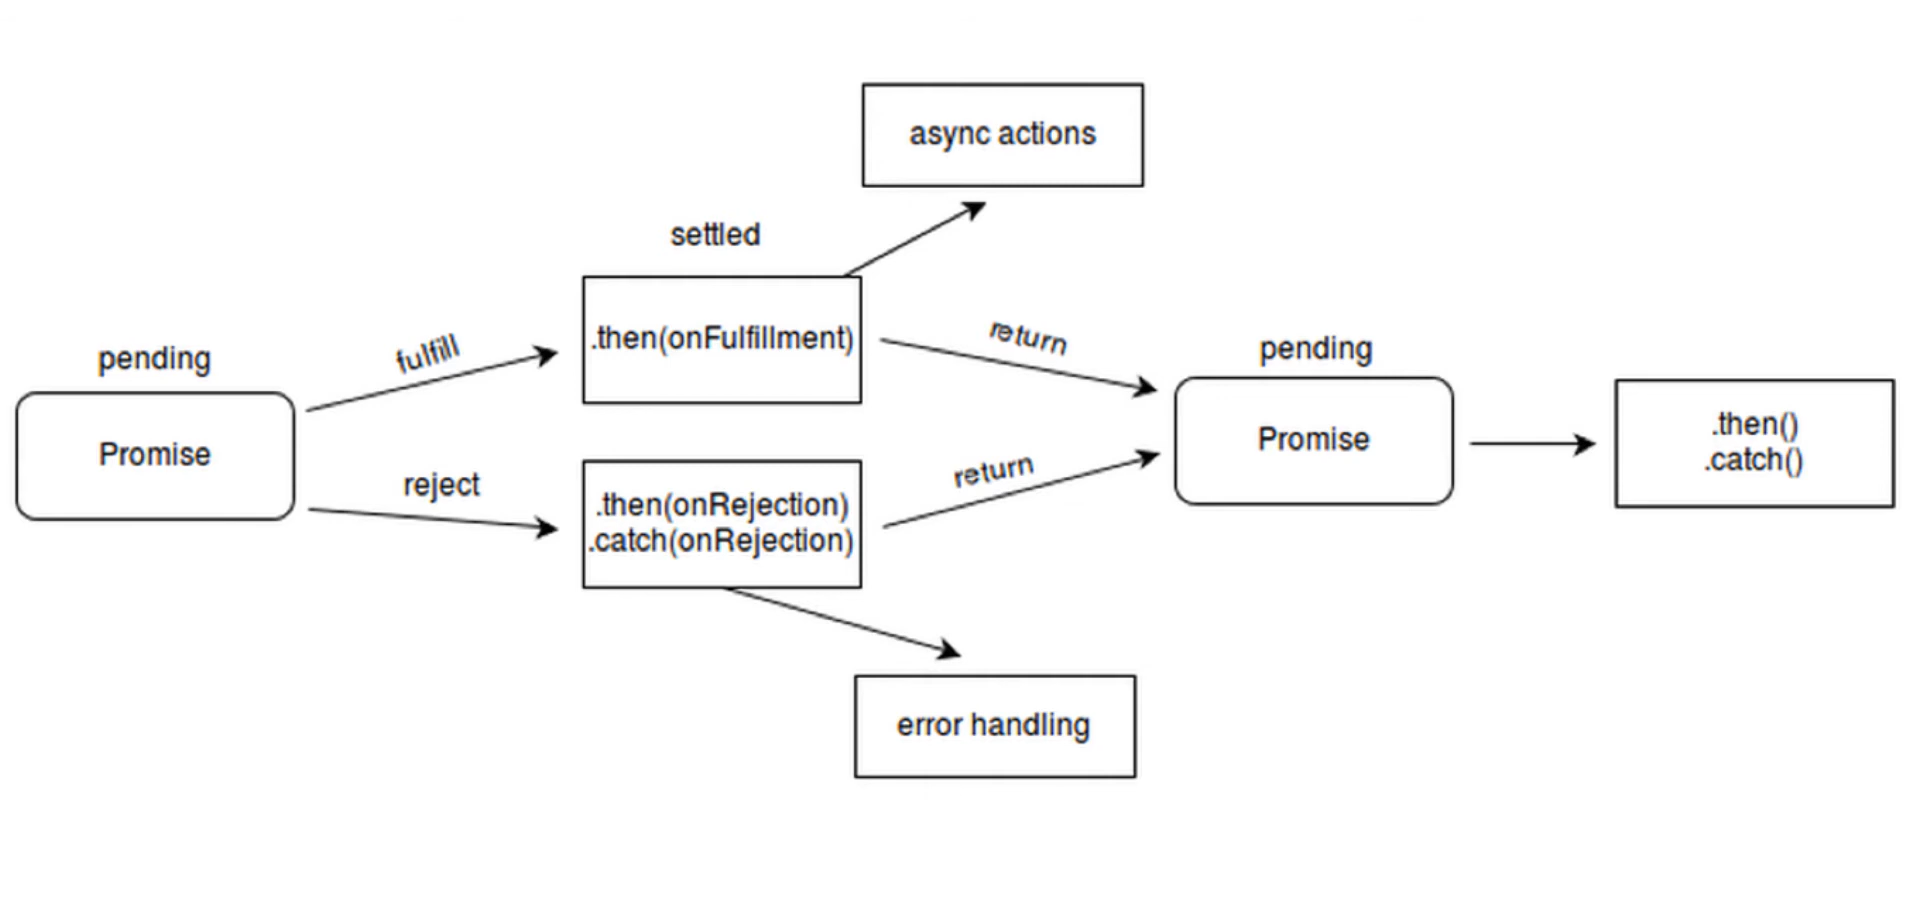 async actions
settled
.then(onFulfillment)
fulfill
return
pending
pending
Promise
Promise
.then()
.catch()
reject
return
.then(onRejection)
.catch(onRejection)
error handling